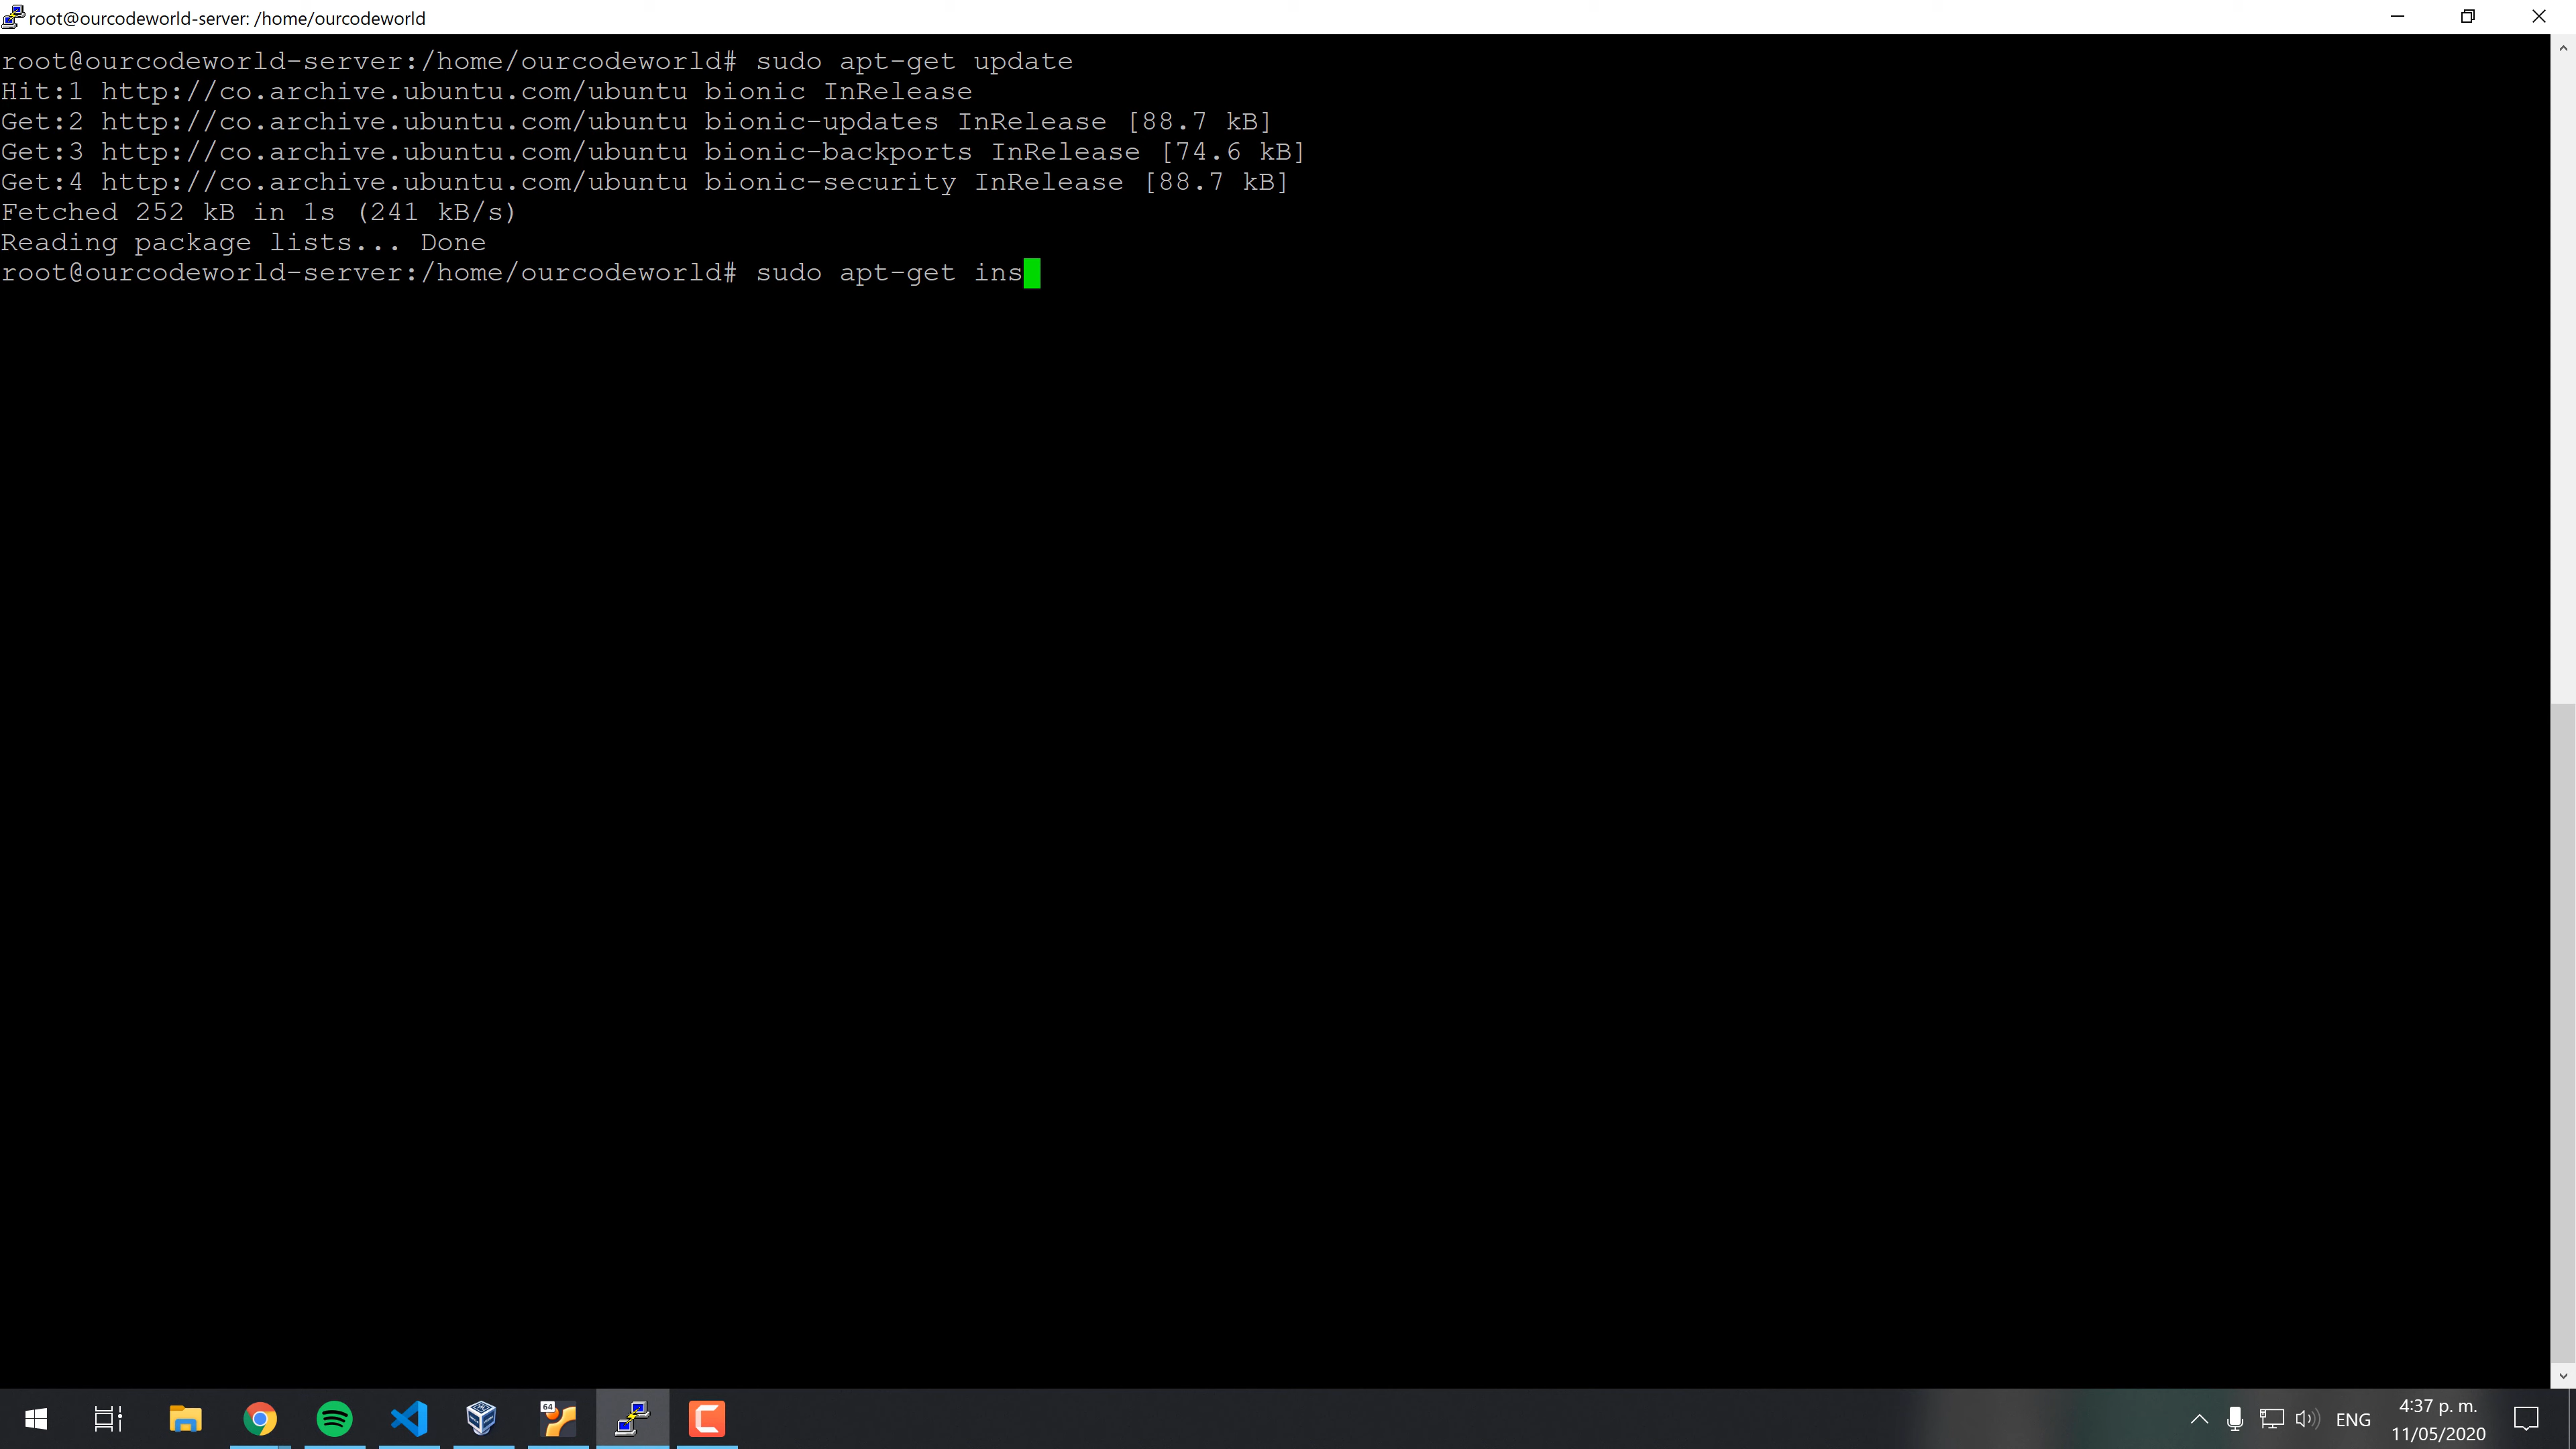 root@ourcodeworld-server: /home/ourcodeworld
root@ourcodeworld-server:/home/ourcodeworld# sudo apt-get update
Hit:1 http://co.archive.ubuntu.com/ubuntu bionic InRelease
Get:2 http://co.archive.ubuntu.com/ubuntu bionic-updates InRelease [88.7 kB]
Get:3 http://co.archive.ubuntu.com/ubuntu bionic-backports InRelease [74.6 kB]
Get:4 http://co.archive.ubuntu.com/ubuntu bionic-security InRelease [88.7 kB]
Fetched 252 kB in 1s (241 kB/s)
Reading package lists... Done
root@ourcodeworld-server:/home/ourcodeworld# sudo apt-get ins
64
ENG
4:37 p. m.
11/05/2020